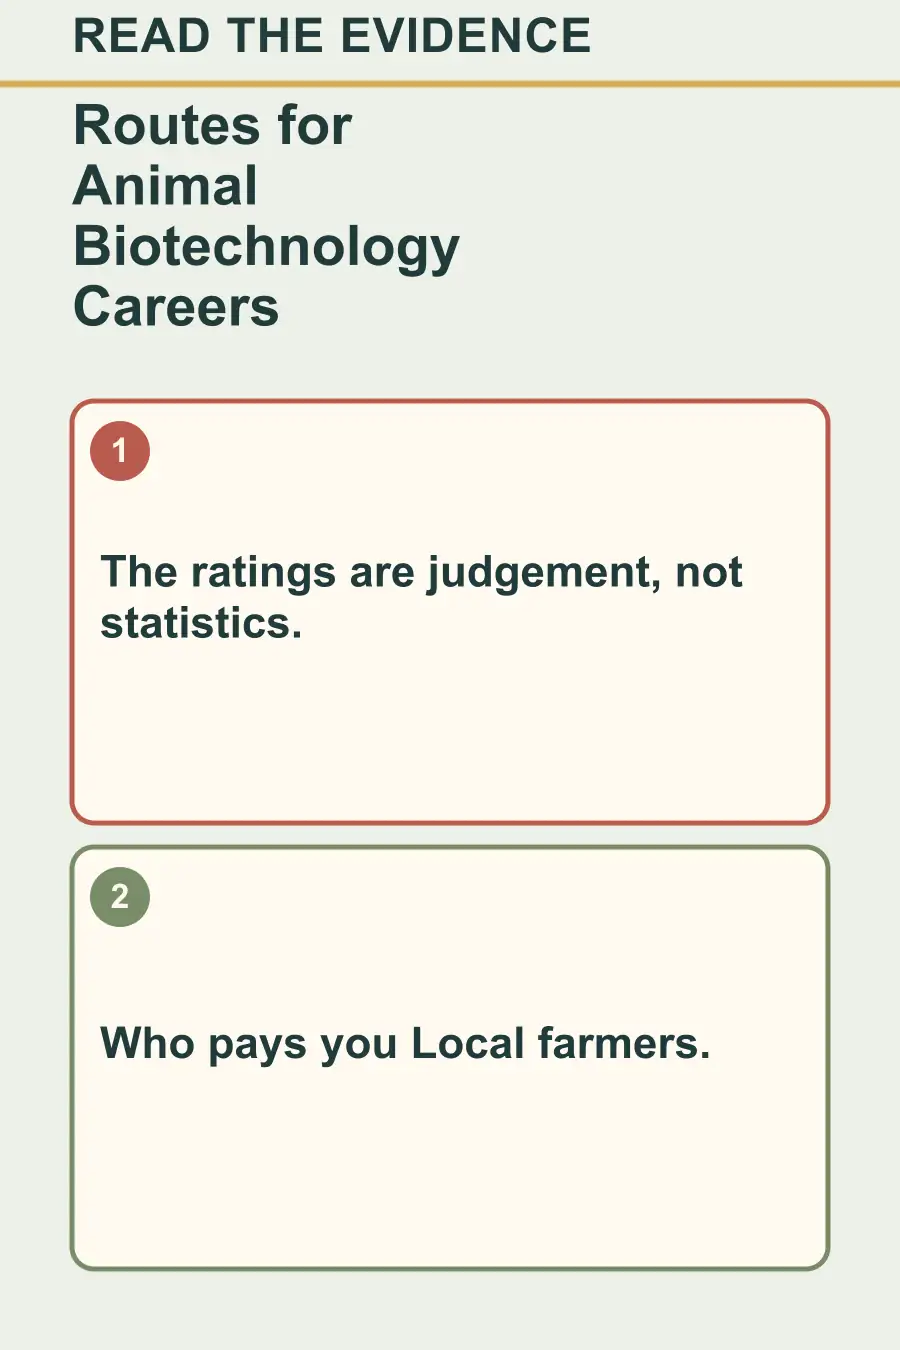 READ THE EVIDENCE
Routes for
Animal
Biotechnology
Careers
1
The ratings are judgement, not
statistics.
2
Who pays you Local farmers.